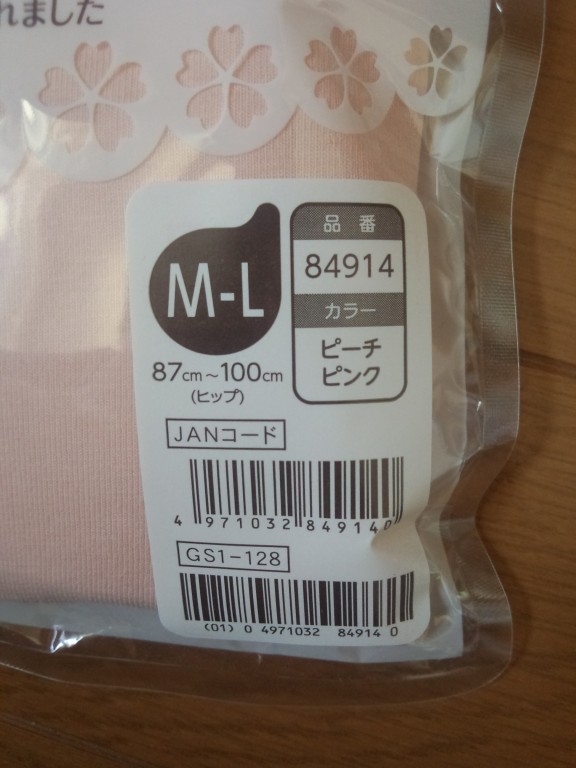 れました
M-L
87cm～100cm
(ヒップ)
品番
84914
カラー
ピーチ
ピンク
JANコード
4 971032 849140
GS1-128
(01) 0 4971032 84914 0